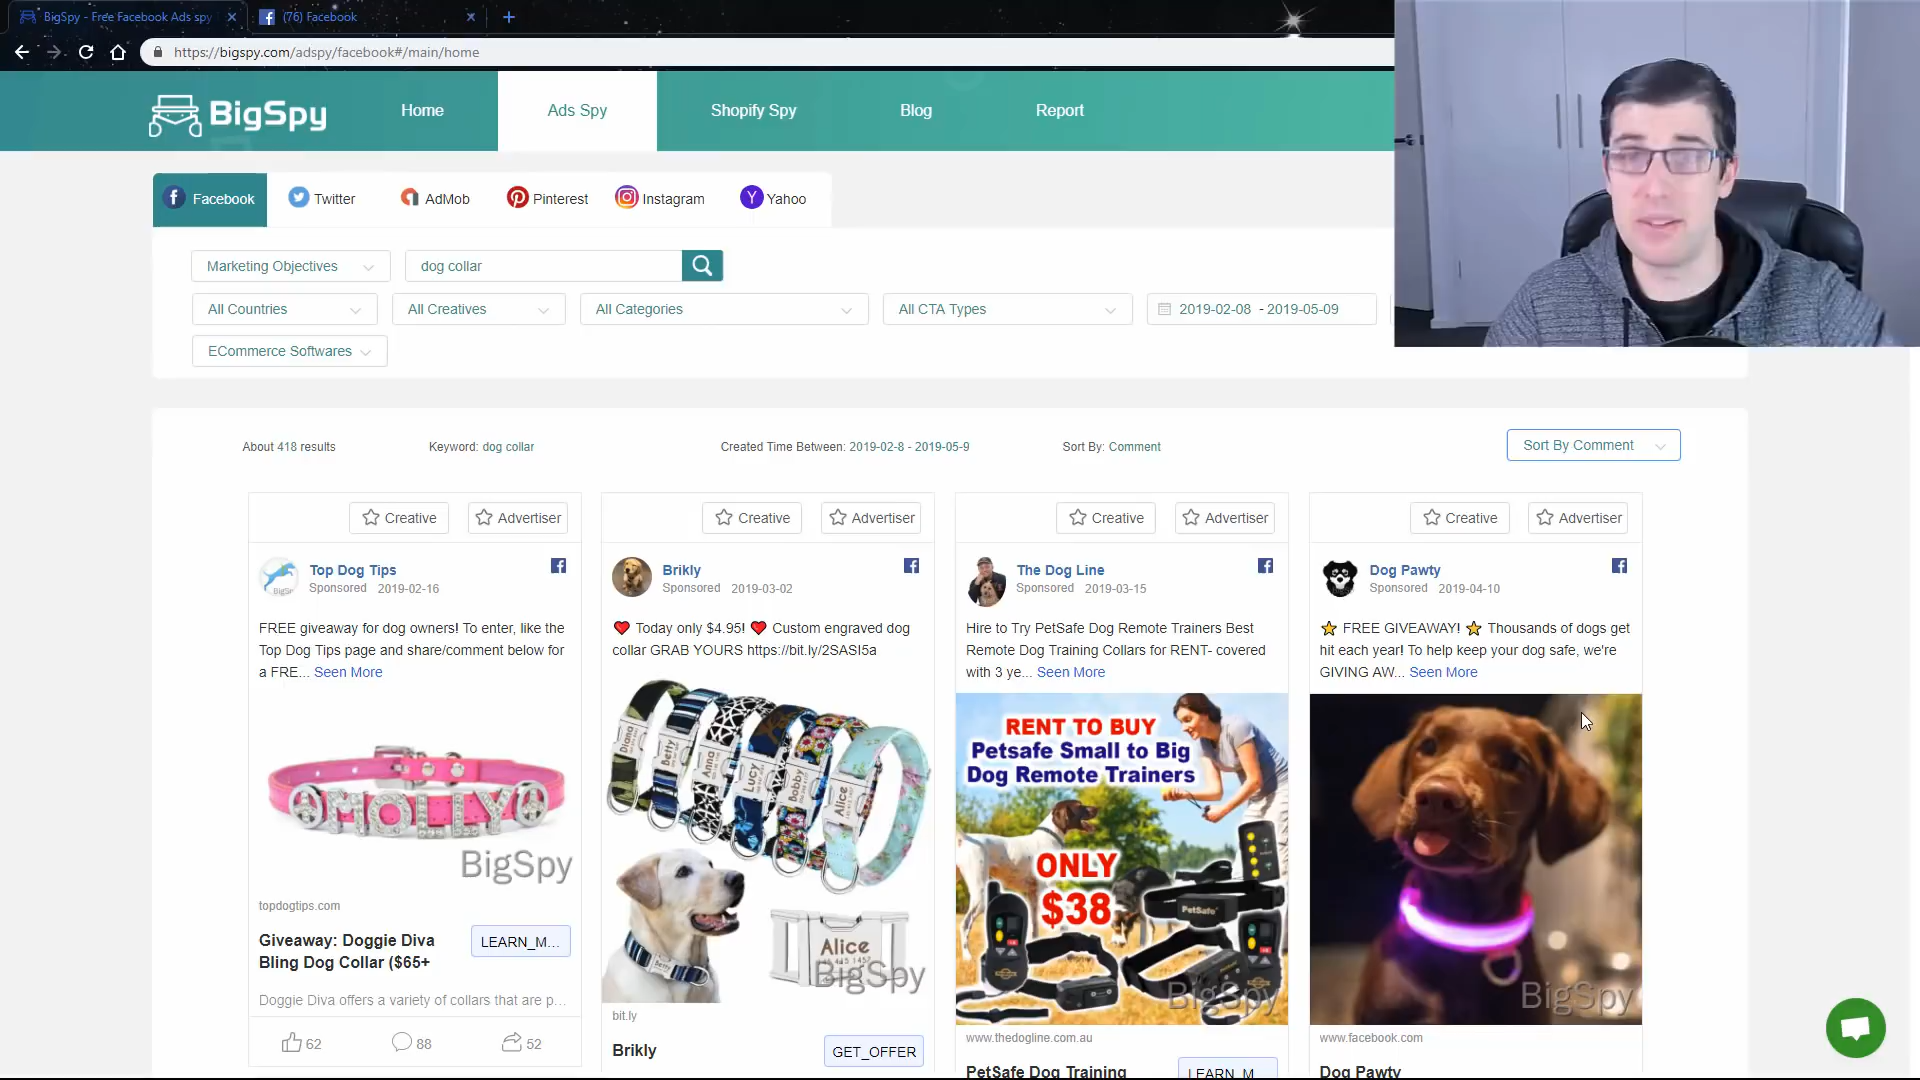 BigSpy - Free Facebook Ads spy
(76) Facebook
https://bigspy.com/adspy/facebook#/main/home
BigSpy
Home
Ads Spy
Shopify Spy
Blog
Report
Facebook
Twitter
AdMob
Pinterest
Instagram
Yahoo
Marketing Objectives
dog collar
All Countries
All Creatives
All Categories
All CTA Types
2019-02-08 - 2019-05-09
ECommerce Softwares
About 418 results
Keyword: dog collar
Created Time Between: 2019-02-8 - 2019-05-9
Sort By: Comment
Sort By Comment
Creative
Advertiser
Top Dog Tips
Sponsored 2019-02-16
FREE giveaway for dog owners! To enter, like the
Top Dog Tips page and share/comment below for
a FRE... Seen More
MOLLY
BigSpy
topdogtips.com
Giveaway: Doggie Diva
Bling Dog Collar ($65+
LEARN_M...
Doggie Diva offers a variety of collars that are p...
62
88
52
Creative
Advertiser
Brikly
Sponsored 2019-03-02
Today only $4.95! Custom engraved dog
collar GRAB YOURS https://bit.ly/2SASI5a
Diana
Betty
Anna
Lucy
Bobby
Alice
Betty
Alice
BigSpy
bit.ly
Brikly
GET_OFFER
Creative
Advertiser
The Dog Line
Sponsored 2019-03-15
Hire to Try PetSafe Dog Remote Trainers Best
Remote Dog Training Collars for RENT- covered
with 3 ye... Seen More
RENT TO BUY
Petsafe Small to Big
Dog Remote Trainers
ONLY
$38
PetSafe
BigSpy
www.thedogline.com.au
PetSafe Dog Training
LEARN_M
Creative
Advertiser
Dog Pawty
Sponsored 2019-04-10
FREE GIVEAWAY! Thousands of dogs get
hit each year! To help keep your dog safe, we're
GIVING AW... Seen More
BigSpy
www.facebook.com
Dog Pawty